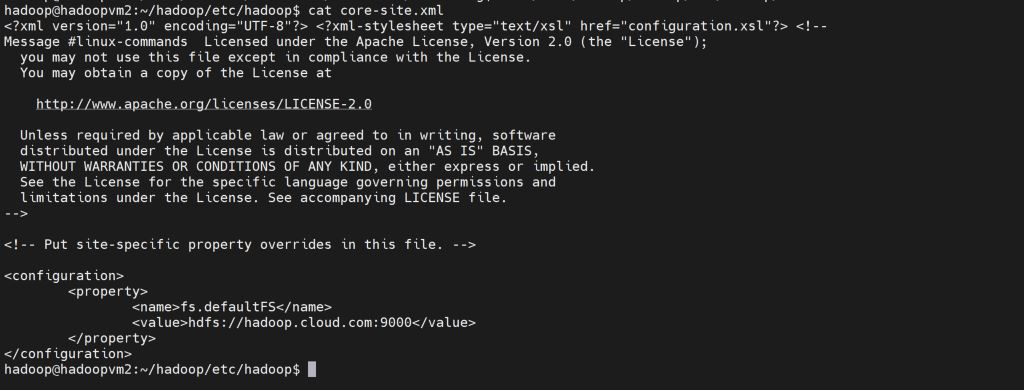 hadoop@hadoopvm2:~/hadoop/etc/hadoop$ cat core-site.xml
<?xml version="1.0" encoding="UTF-8"?> <?xml-stylesheet type="text/xsl" href="configuration.xsl"?> <!--
Message #linux-commands  Licensed under the Apache License, Version 2.0 (the "License");
  you may not use this file except in compliance with the License.
  You may obtain a copy of the License at

    http://www.apache.org/licenses/LICENSE-2.0

  Unless required by applicable law or agreed to in writing, software
  distributed under the License is distributed on an "AS IS" BASIS,
  WITHOUT WARRANTIES OR CONDITIONS OF ANY KIND, either express or implied.
  See the License for the specific language governing permissions and
  limitations under the License. See accompanying LICENSE file.
-->

<!-- Put site-specific property overrides in this file. -->

<configuration>
        <property>
                <name>fs.defaultFS</name>
                <value>hdfs://hadoop.cloud.com:9000</value>
        </property>
</configuration>
hadoop@hadoopvm2:~/hadoop/etc/hadoop$